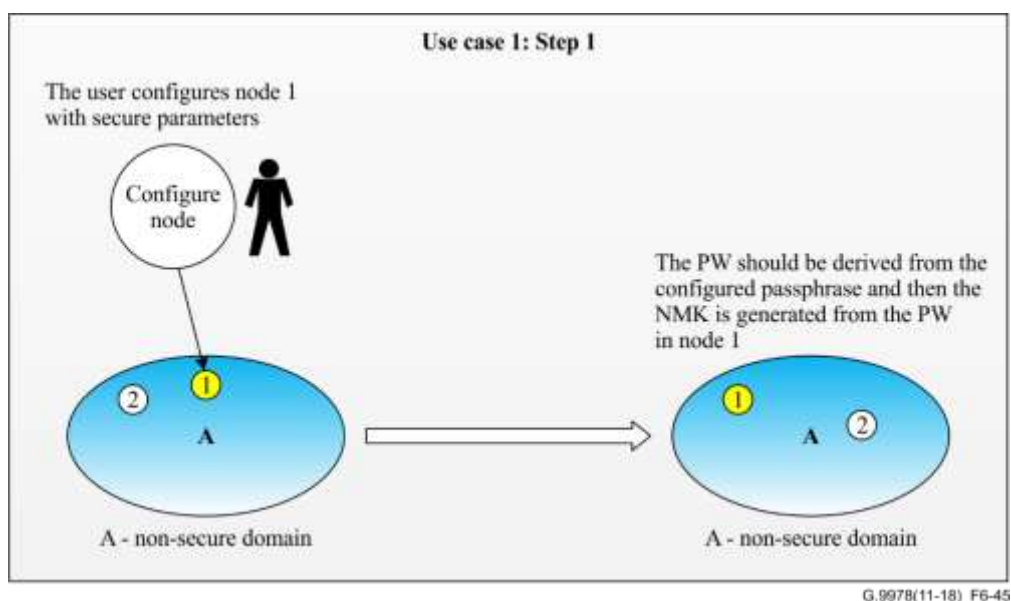 Use case 1: Step 1
The user configures node 1
with secure parameters
Configure
node
The PW should be derived from the
configured passphrase and then the
NMK is generated from the PW
in node 1
2
1
A
1
A
2
A - non-secure domain
A - non-secure domain
G.9978(11-18)_F6-45